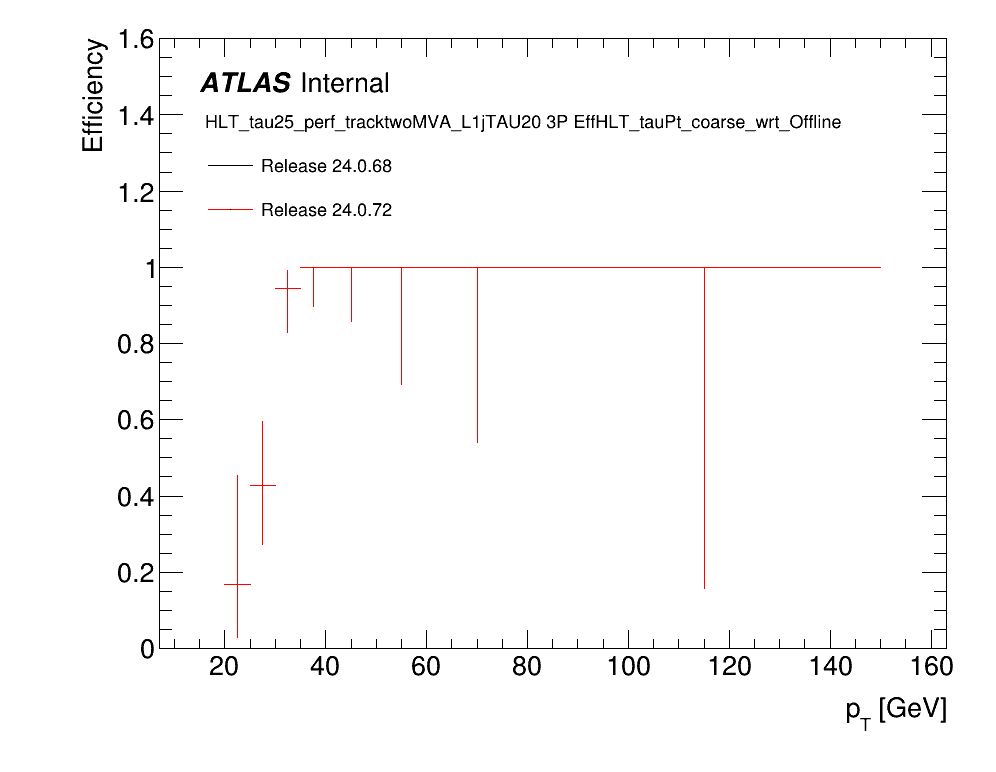 Efficiency
1.6
1.4
1.2
1
0.8
0.6
0.4
0.2
0
ATLAS Internal
HLT_tau25_perf_tracktwoMVA_L1jTAU20 3P EffHLT_tauPt_coarse_wrt_Offline
Release 24.0.68
Release 24.0.72
20 40 60 80 100 120 140 160
p_T [GeV]